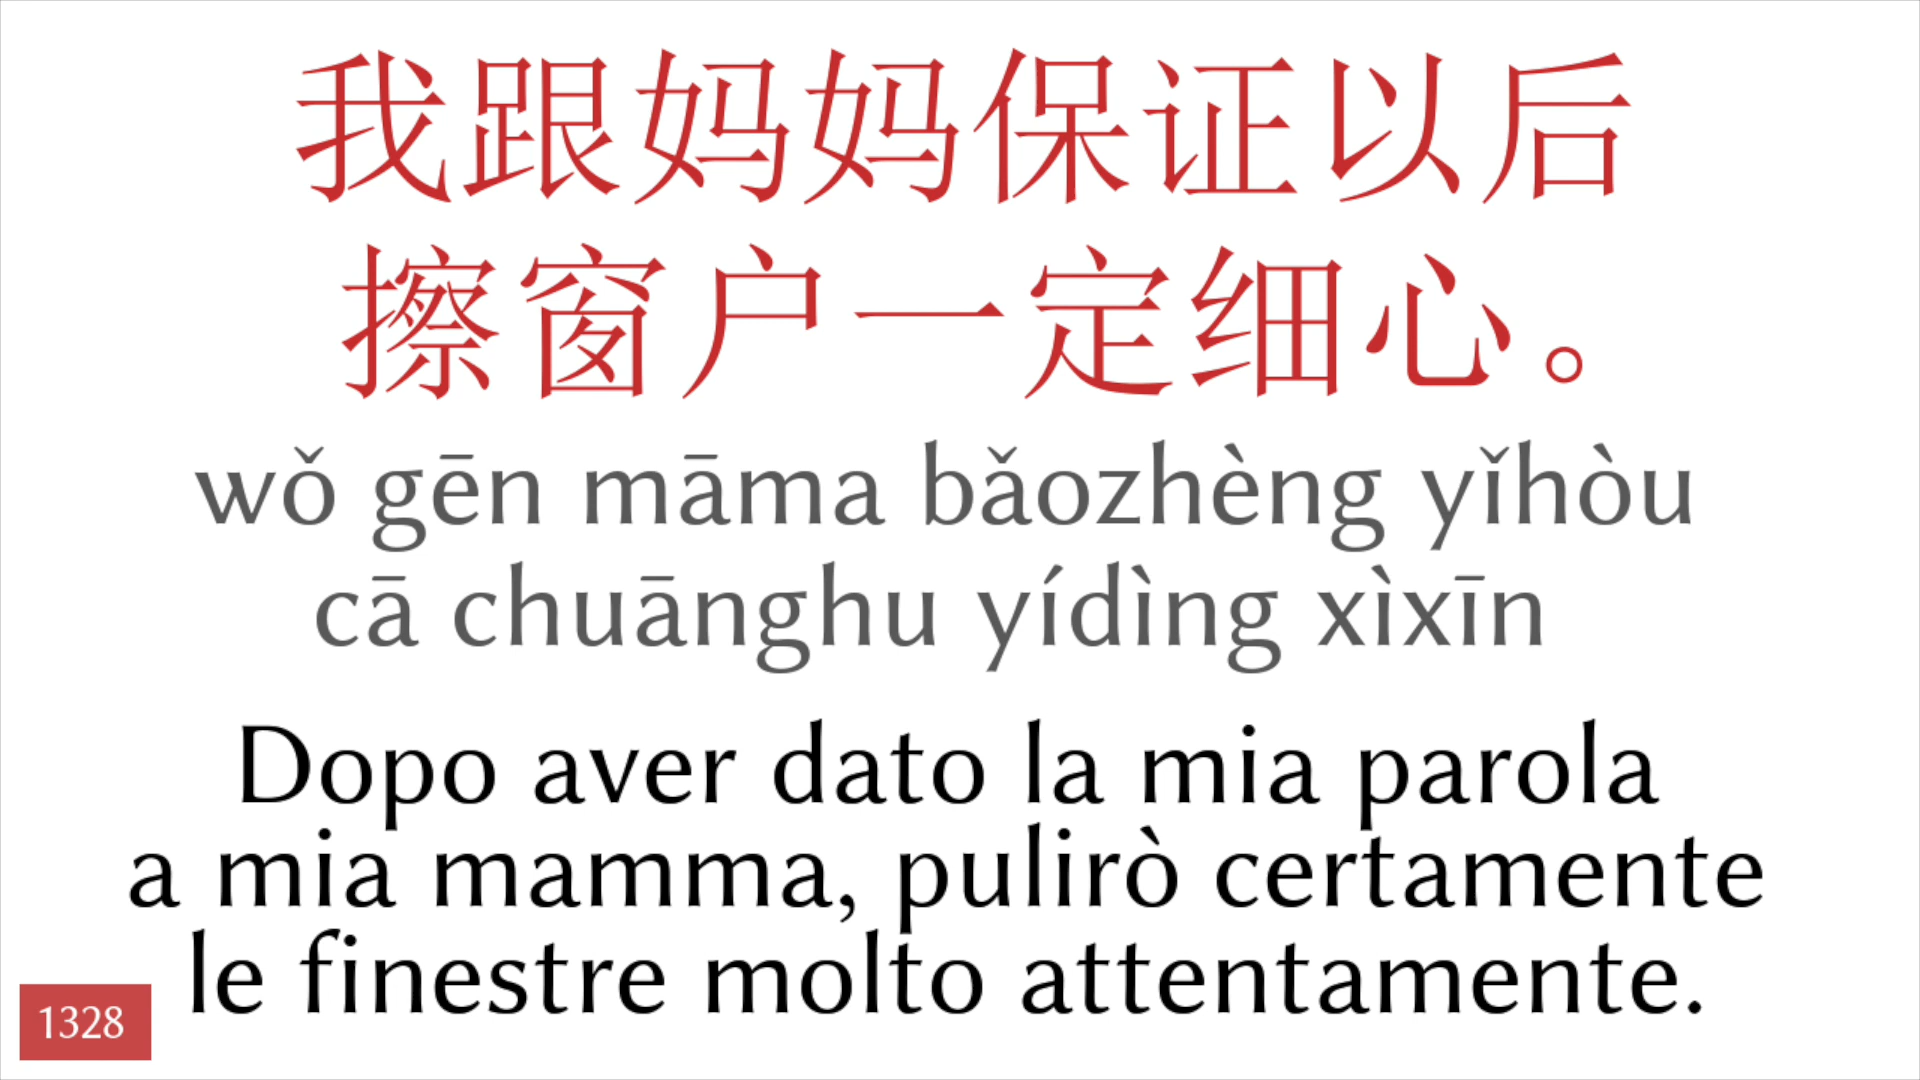 我跟妈妈保证以后
擦窗户一定细心。
wǒ gēn māma bǎozhèng yǐhòu
cā chuānghu yídìng xìxīn
Dopo aver dato la mia parola
a mia mamma, pulirò certamente
le finestre molto attentamente.
1328